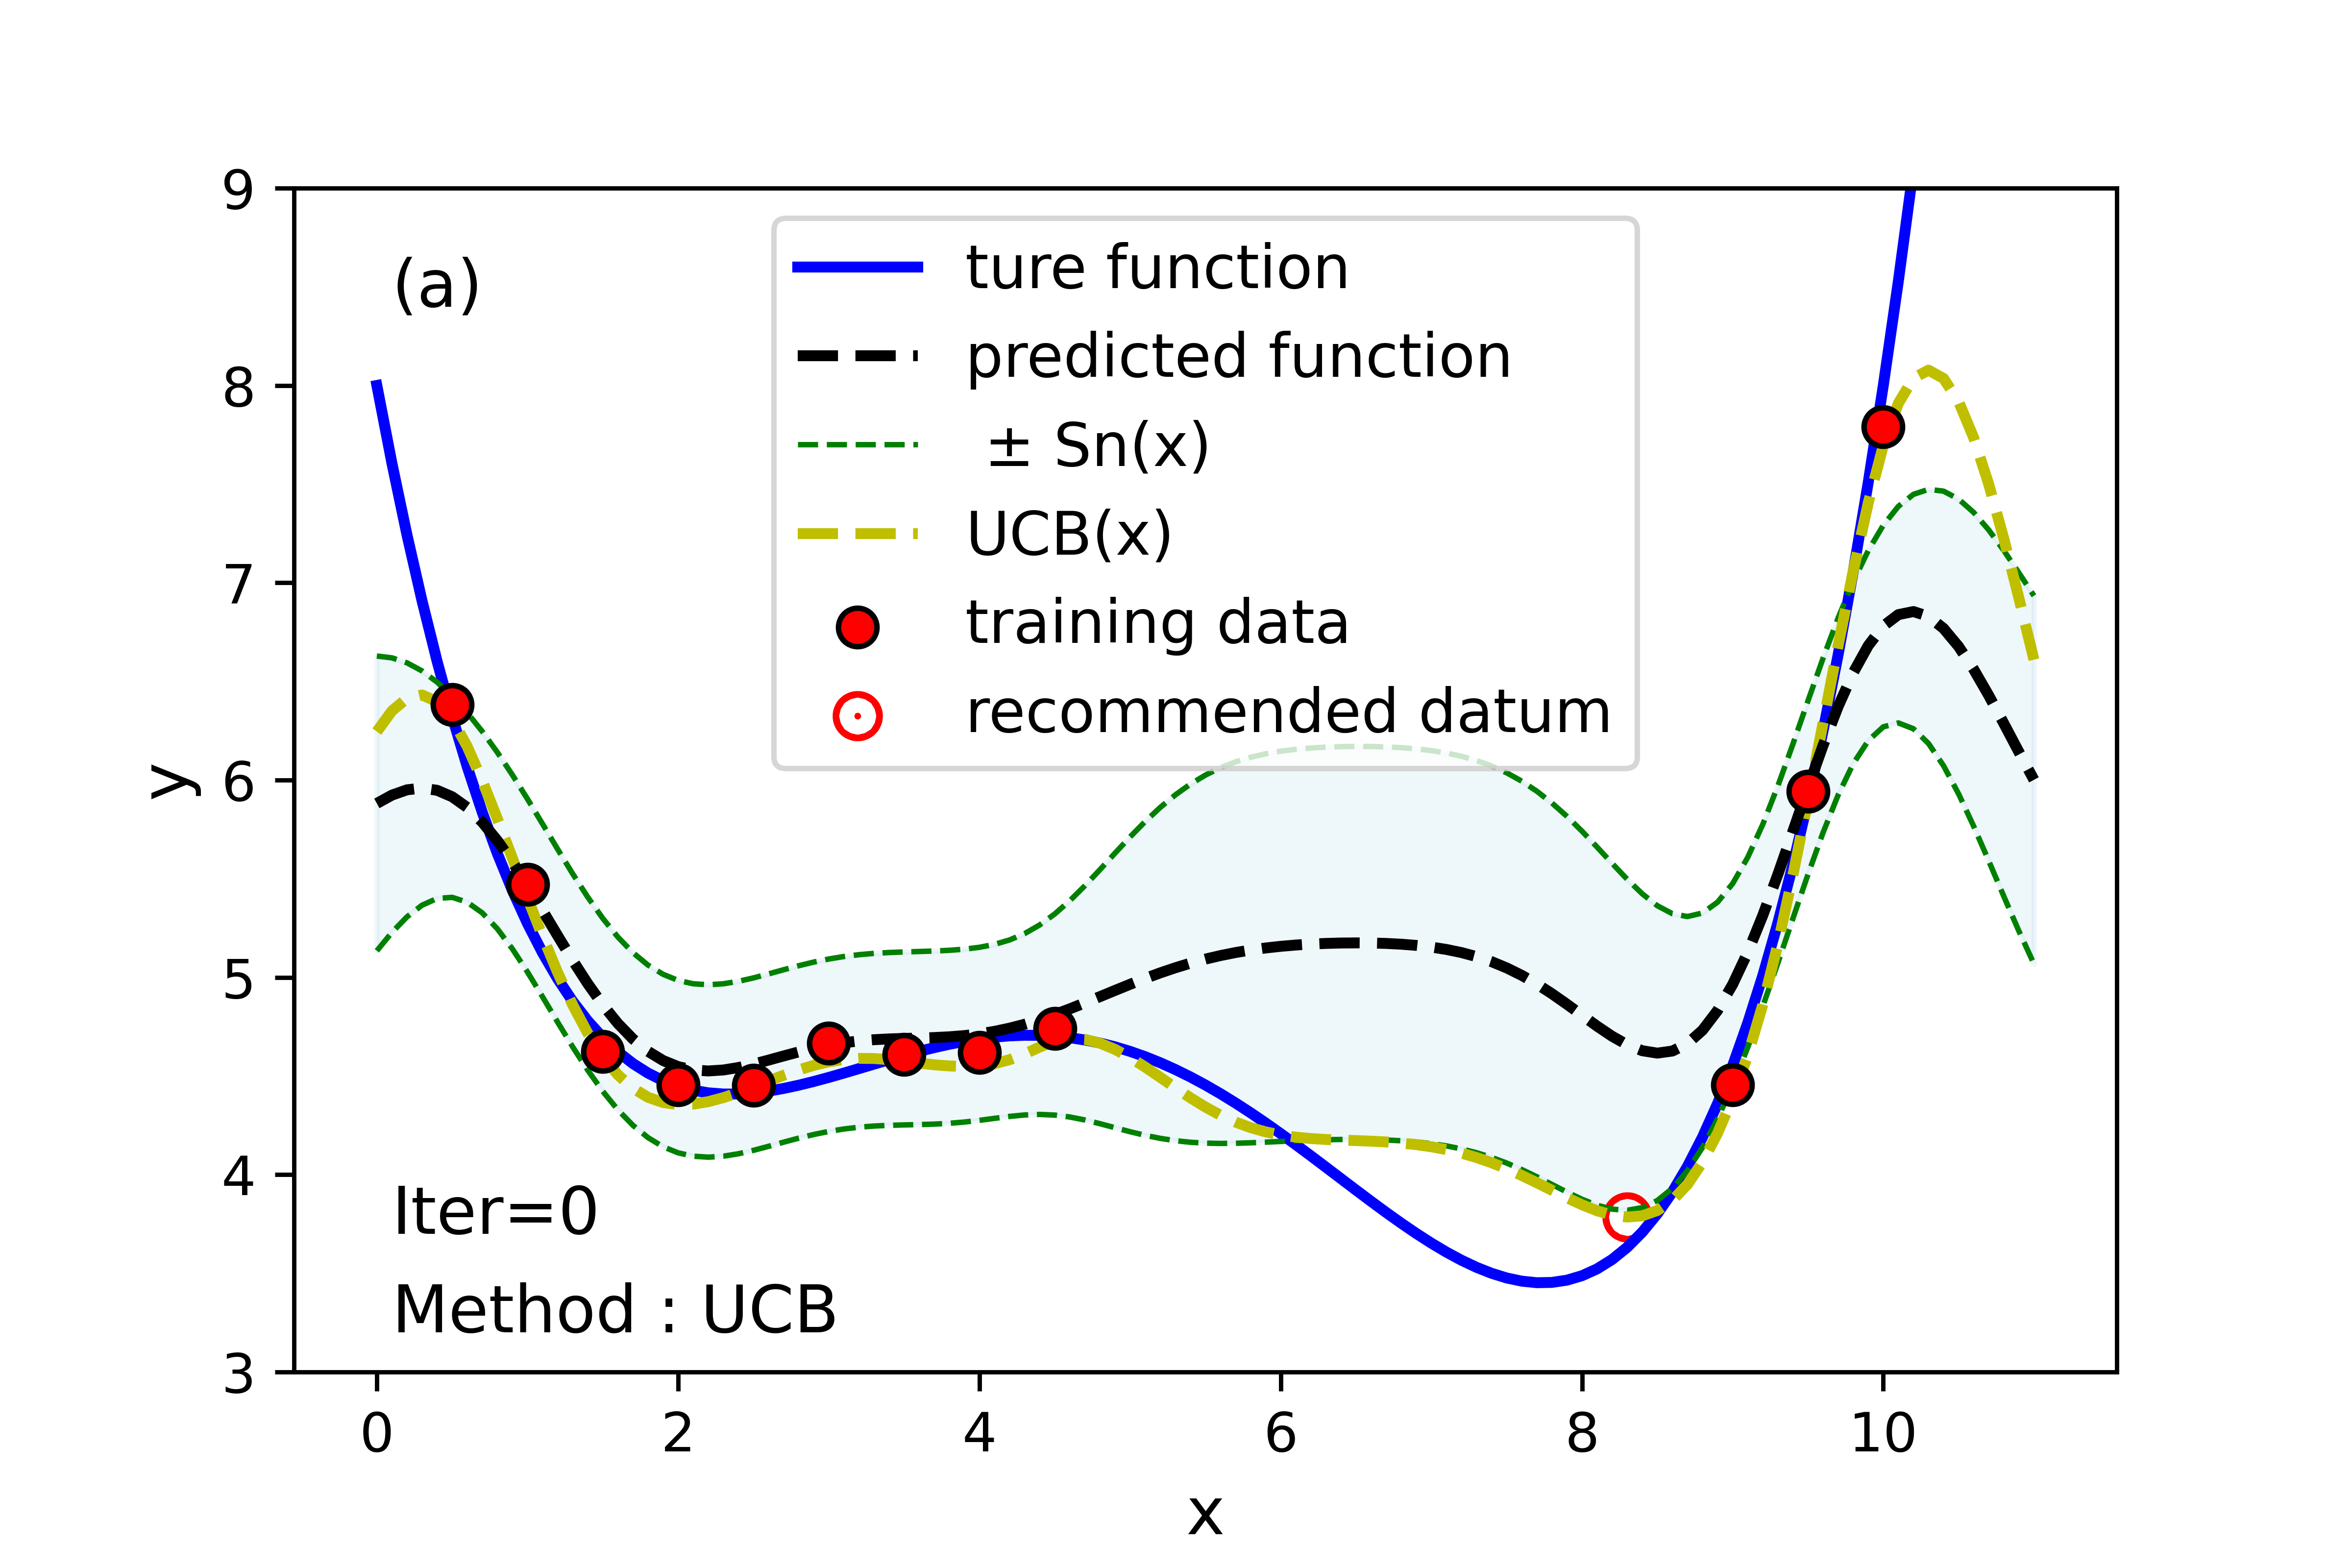 (a)
ture function
predicted function
± Sn(x)
UCB(x)
training data
recommended datum
Iter=0
Method : UCB
y
9
8
7
6
5
4
3
0 2 4 6 8 10
x